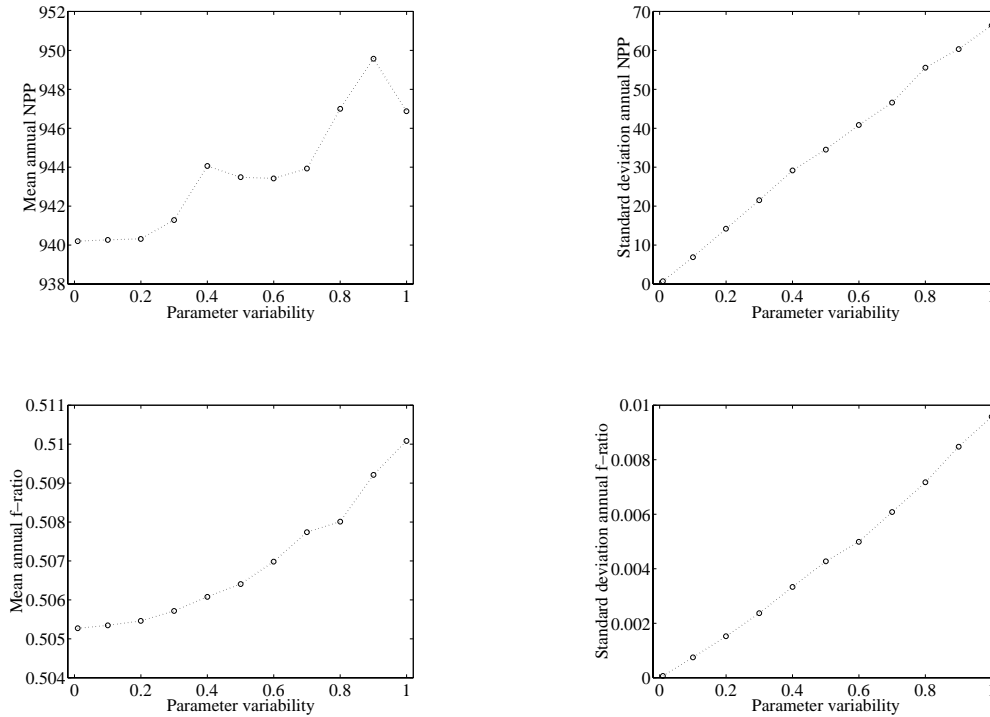 952
950
948
946
944
942
940
938
Mean annual NPP
0 0.2 0.4 0.6 0.8 1
Parameter variability
70
60
50
40
30
20
10
0
Standard deviation annual NPP
0 0.2 0.4 0.6 0.8 1
Parameter variability
0.511
0.51
0.509
0.508
0.507
0.506
0.505
0.504
Mean annual f−ratio
0 0.2 0.4 0.6 0.8 1
Parameter variability
0.01
0.008
0.006
0.004
0.002
0
Standard deviation annual f−ratio
0 0.2 0.4 0.6 0.8 1
Parameter variability